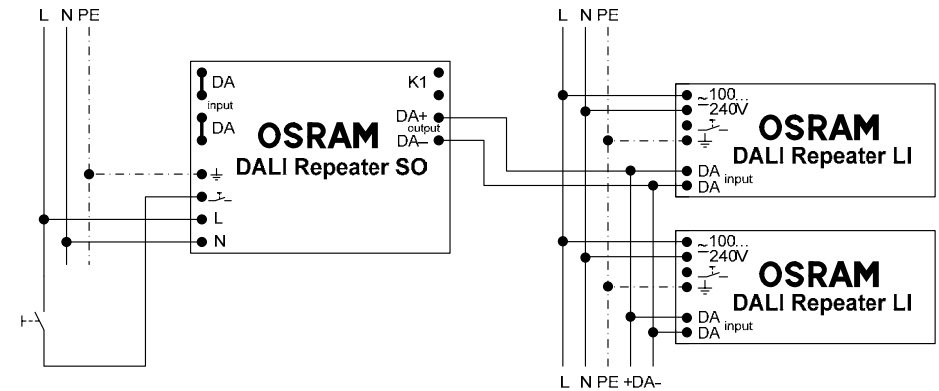 L N PE
DA
input
DA
K1
DA+
output
DA–
OSRAM
DALI Repeater SO
L
N
L N PE
~100...
240V
OSRAM
DALI Repeater LI
DA
DA
input
~100...
240V
OSRAM
DALI Repeater LI
DA
DA
input
L N PE +DA–